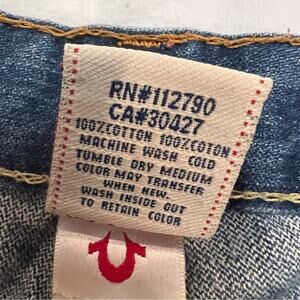 RN#112790
CA#30427
100%COTTON 100%COTON
MACHINE WASH COLD
TUMBLE DRY MEDIUM
COLOR MAY TRANSFER
WHEN NEW
WASH INSIDE OUT
TO RETAIN COLOR